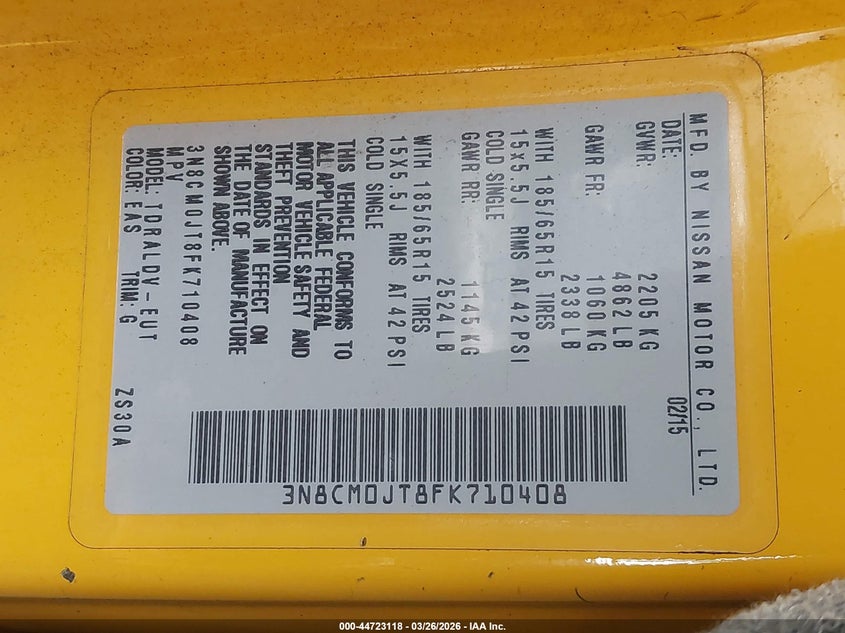 MFD. BY NISSAN MOTOR CO., LTD.
DATE: 02/15
GVWR: 2205 KG
4862 LB
GAWR FR: 1060 KG
2338 LB
WITH 185/65R15 TIRES
15x5.5J RIMS AT 42 PSI
COLD SINGLE
GAWR RR: 1145 KG
2524 LB
WITH 185/65R15 TIRES
15X5.5J RIMS AT 42 PSI
COLD SINGLE
THIS VEHICLE CONFORMS TO
ALL APPLICABLE FEDERAL
MOTOR VEHICLE SAFETY AND
THEFT PREVENTION
STANDARDS IN EFFECT ON
THE DATE OF MANUFACTURE
SHOWN ABOVE.
3N8CM0JT8FK710408
MPV
MODEL: TDRALDV-EUT
COLOR: EAS TRIM: G ZS30A
3N8CM0JT8FK710408
000-44723118 - 03/26/2026 - IAA Inc.